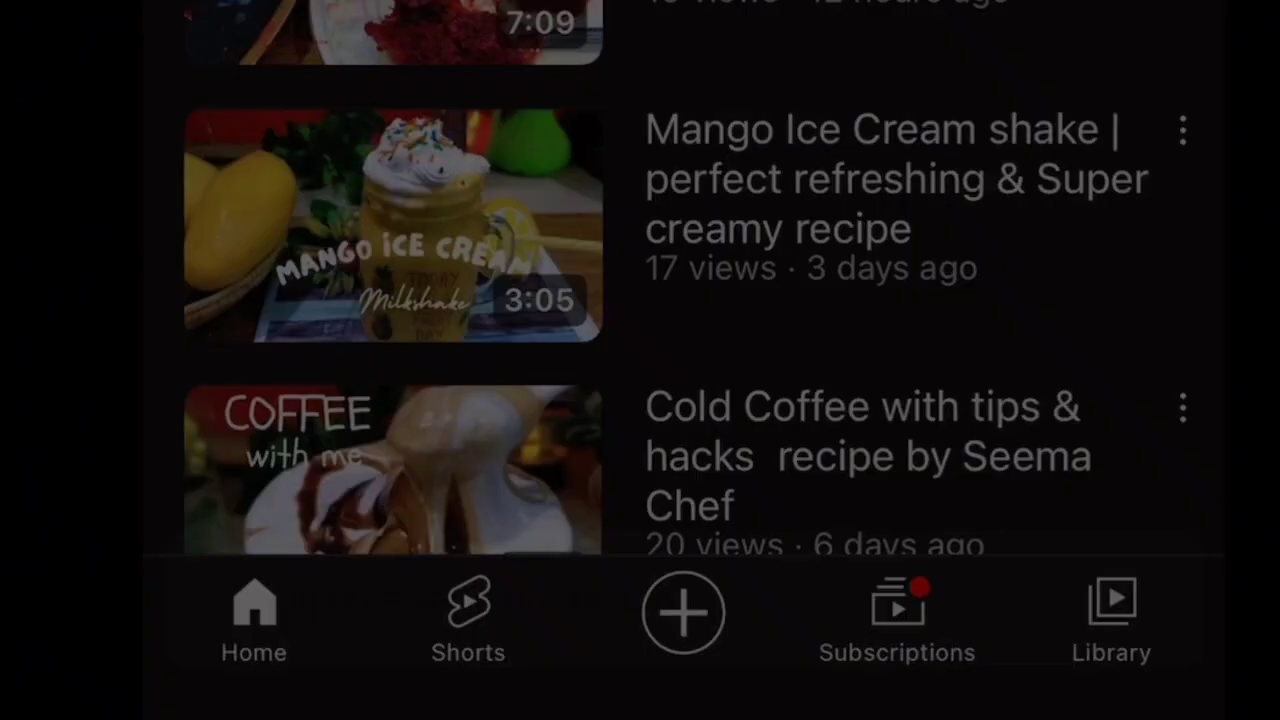 7:09
Mango Ice Cream shake |
perfect refreshing & Super
creamy recipe
17 views · 3 days ago
MANGO iCE CREAM
TODAY
Milkshake
3:05
Cold Coffee with tips &
hacks  recipe by Seema
Chef
20 views · 6 days ago
COFFEE
with me
Home
Shorts
Subscriptions
Library